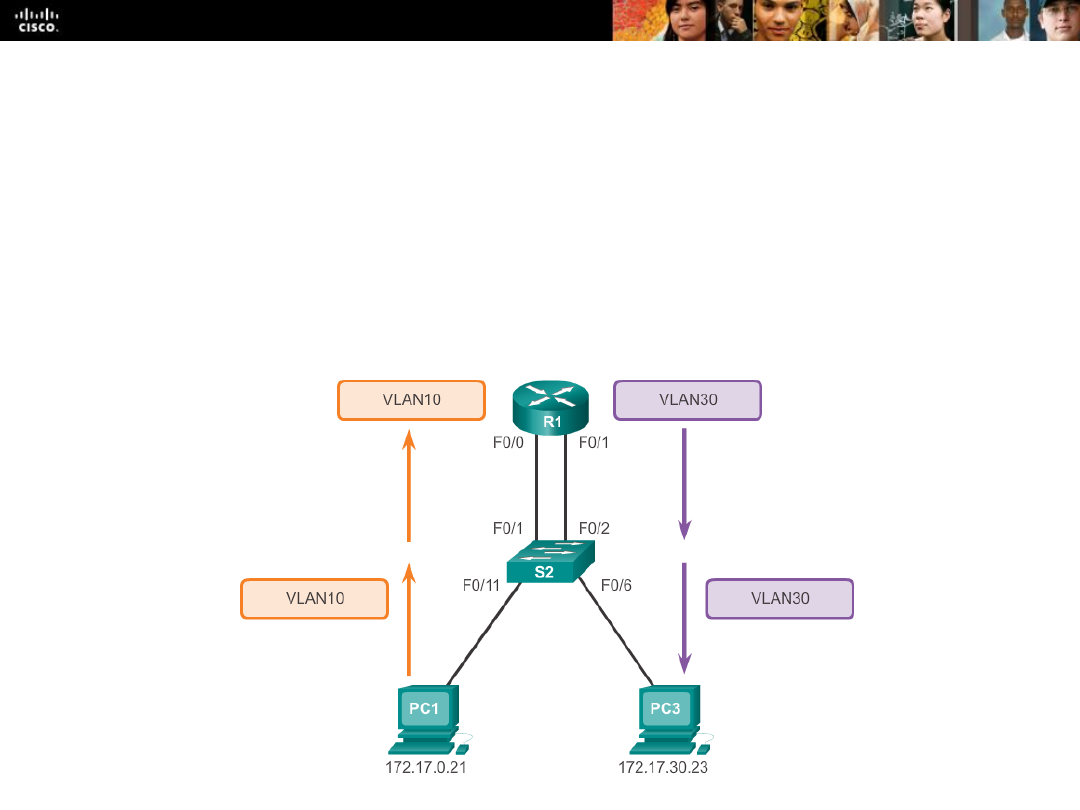 CISCO.
VLAN10
R1
VLAN30
F0/0
F0/1
F0/1
F0/2
S2
F0/11
F0/6
VLAN10
VLAN30
PC1
PC3
172.17.0.21
172.17.30.23